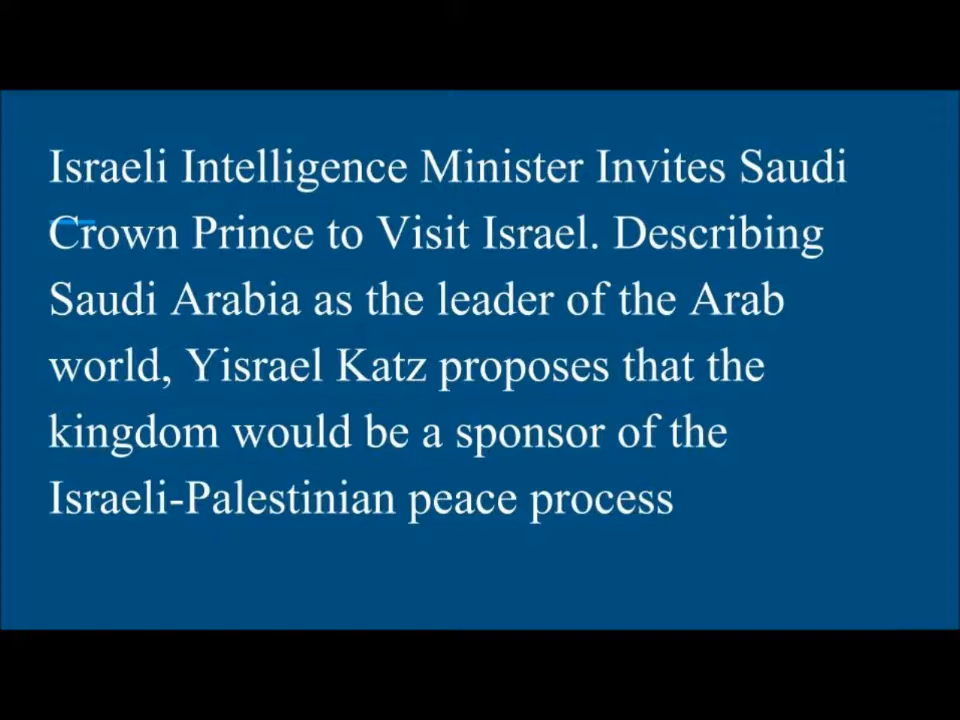 Israeli Intelligence Minister Invites Saudi
Crown Prince to Visit Israel. Describing
Saudi Arabia as the leader of the Arab
world, Yisrael Katz proposes that the
kingdom would be a sponsor of the
Israeli-Palestinian peace process